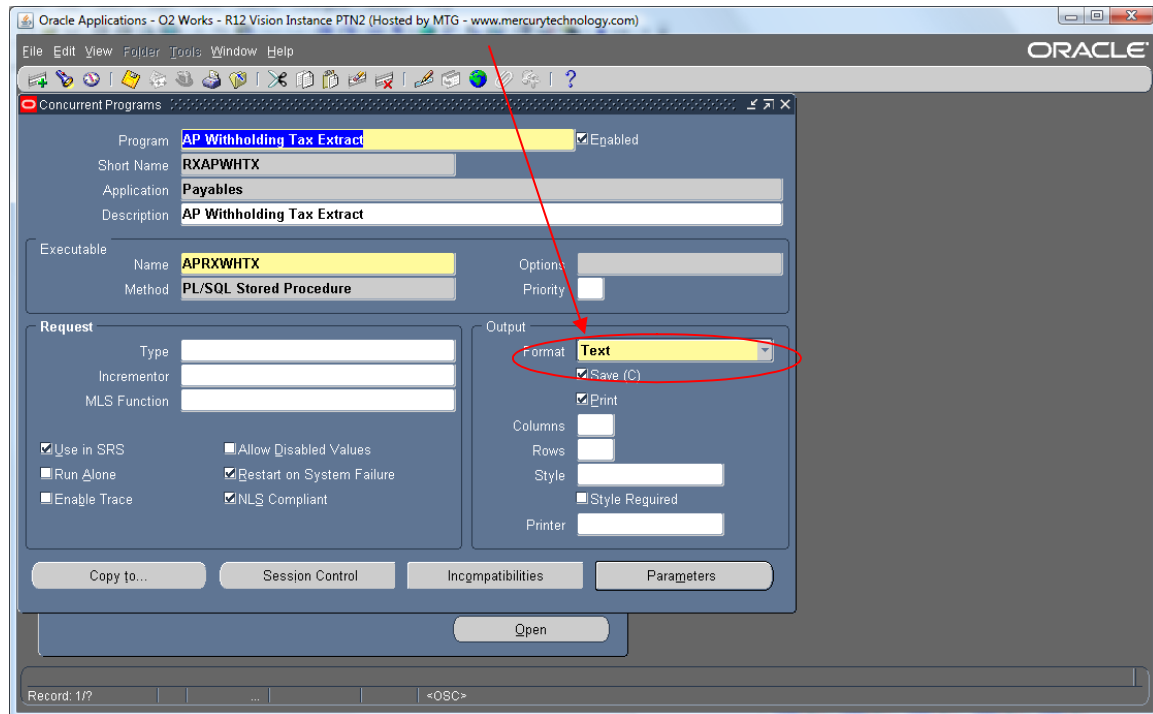 Oracle Applications - O2 Works - R12 Vision Instance PTN2 (Hosted by MTG - www.mercurytechnology.com)
File Edit View Folder Tools Window Help
ORACLE
Concurrent Programs
Program AP Withholding Tax Extract Enabled
Short Name RXAPWHTX
Application Payables
Description AP Withholding Tax Extract
Executable
Name APRXWHTX Options
Method PL/SQL Stored Procedure Priority
Request Output
Type Format Text
Incrementor Save (C)
MLS Function Print
Columns
Use in SRS Allow Disabled Values Rows
Run Alone Restart on System Failure Style
Enable Trace NLS Compliant Style Required
Printer
Copy to... Session Control Incompatibilities Parameters
Open
Record: 1/? ... <OSC>